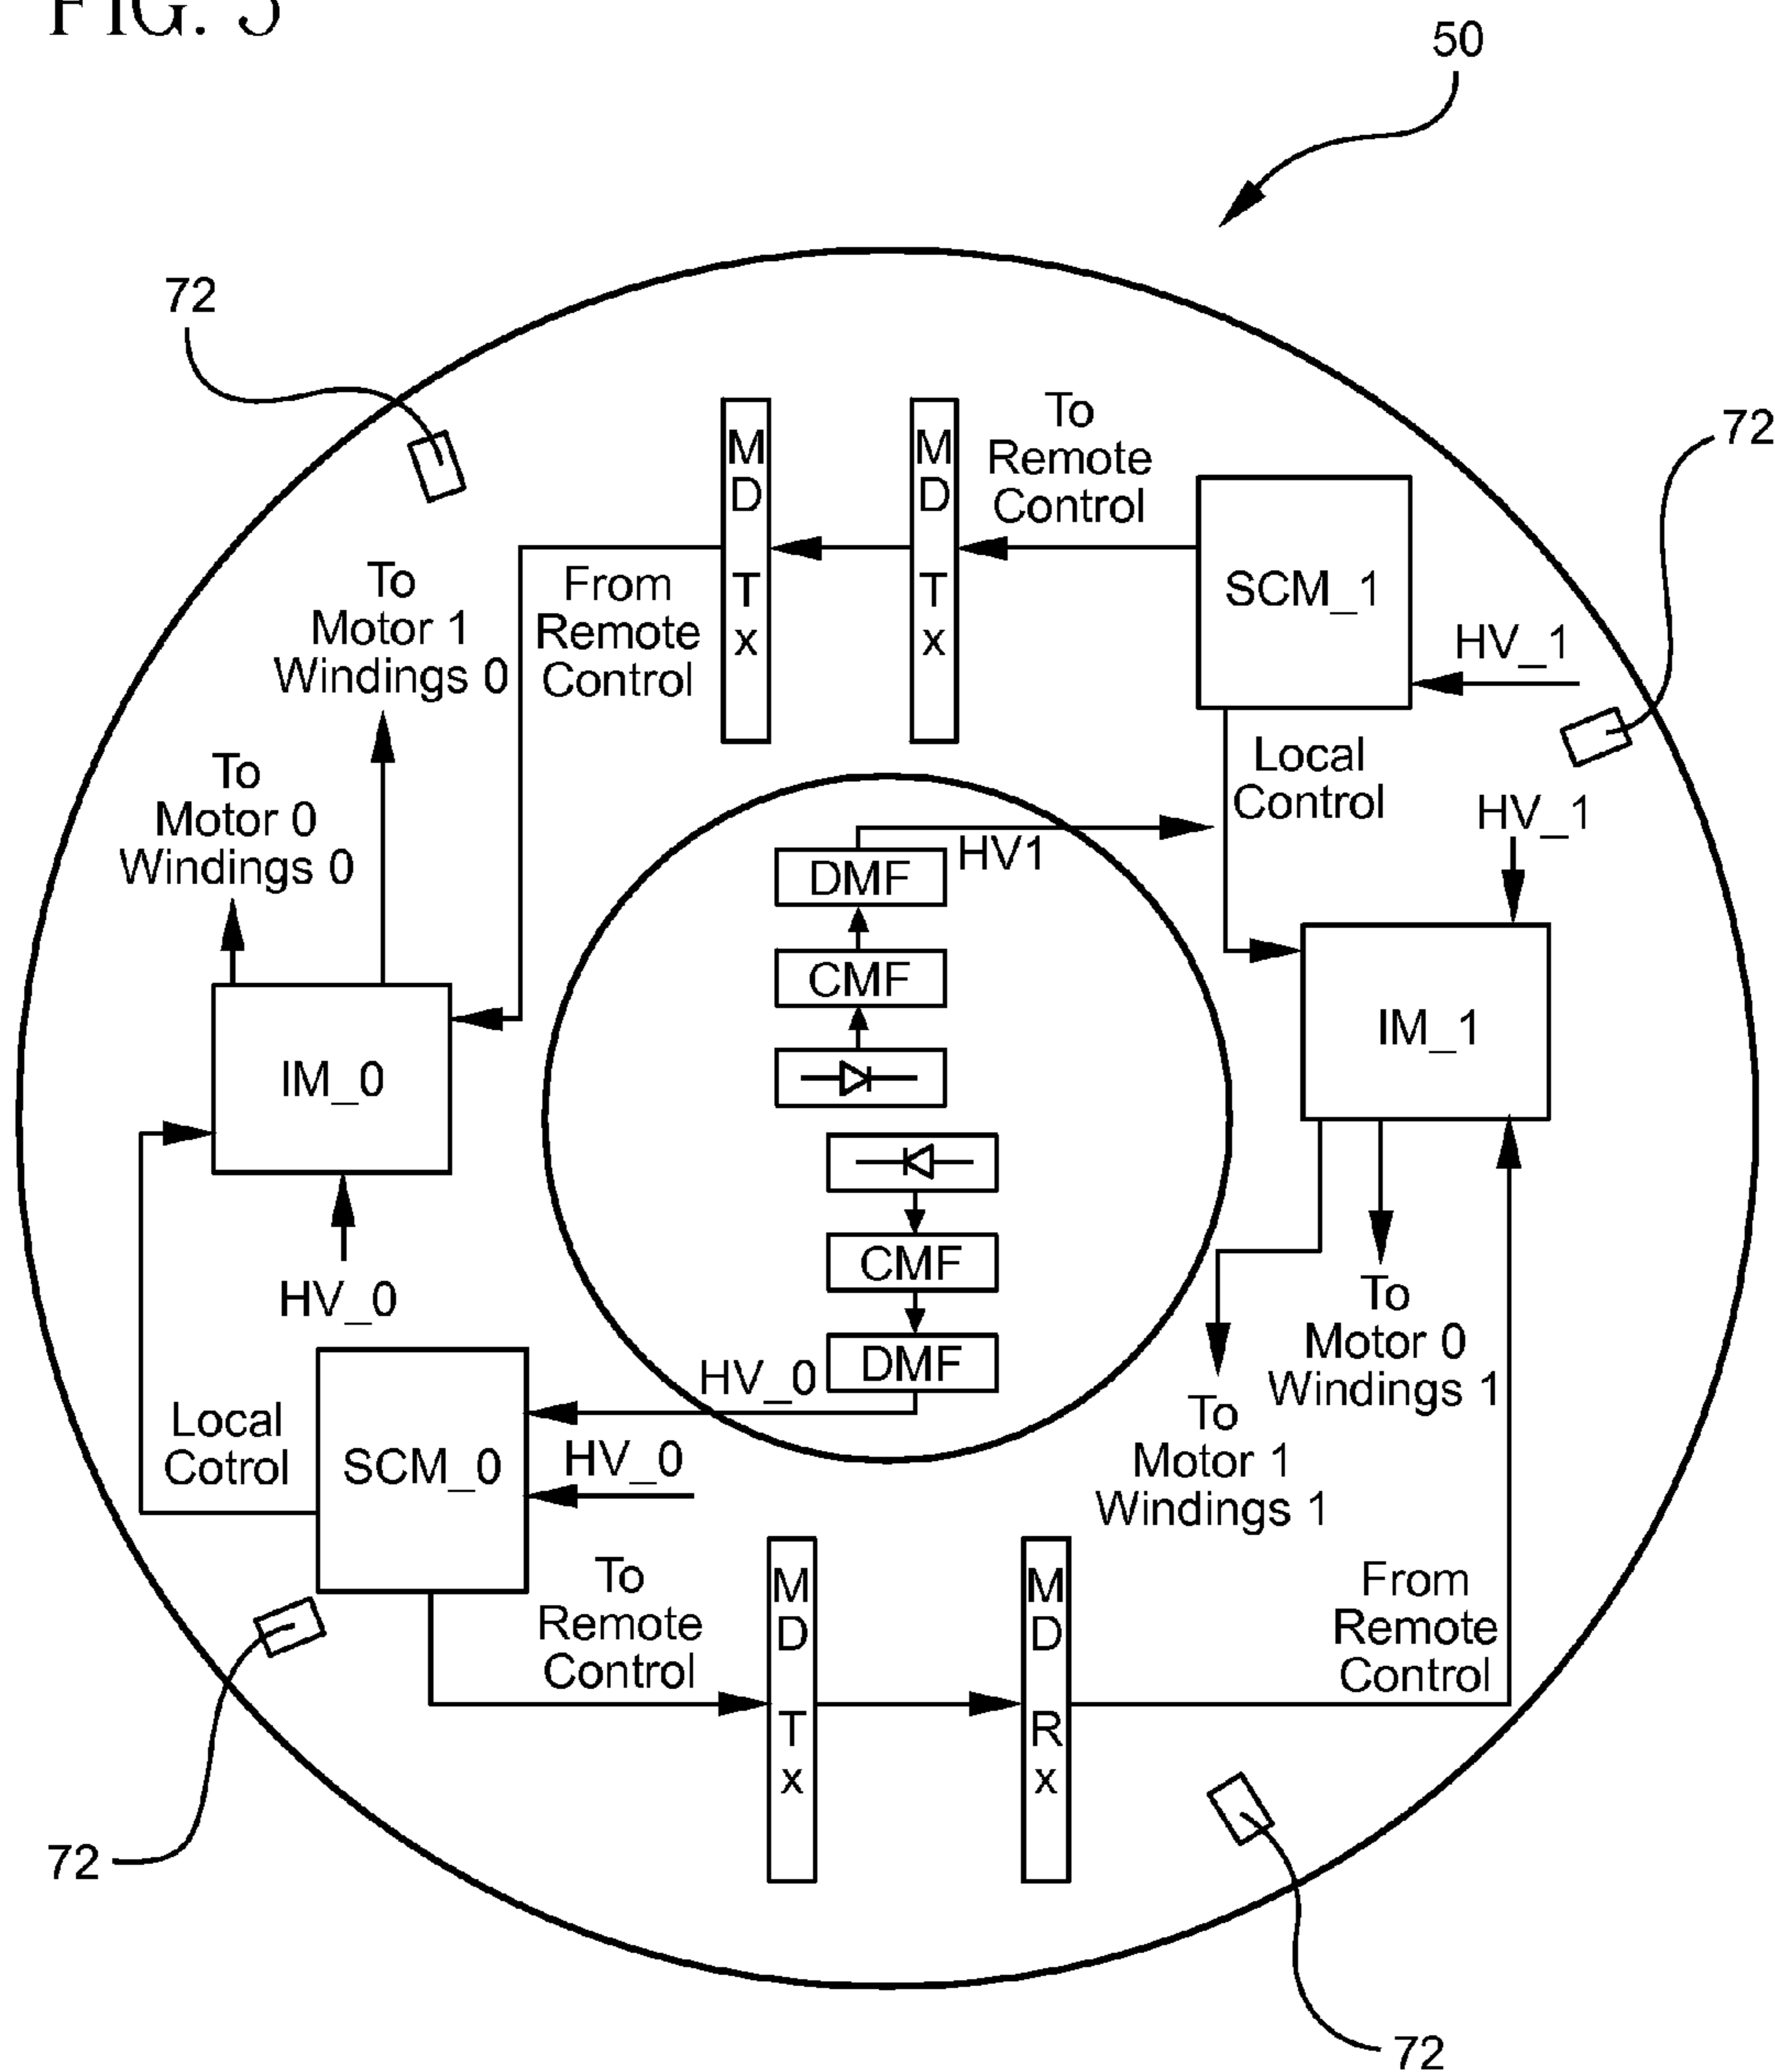 FIG. 5
50
72
72
To
Remote
Control
M
D
T
x
M
D
T
x
SCM_1
From
Remote
Control
To
Motor 1
Windings 0
HV_1
Local
Control
To
Motor 0
Windings 0
HV_1
HV1
DMF
CMF
IM_0
IM_1
CMF
DMF
HV_0
HV_0
To
Motor 0
Windings 1
To
Motor 1
Windings 1
Local
Cotrol
SCM_0
HV_0
To
Remote
Control
M
D
T
x
M
D
R
x
From
Remote
Control
72
72